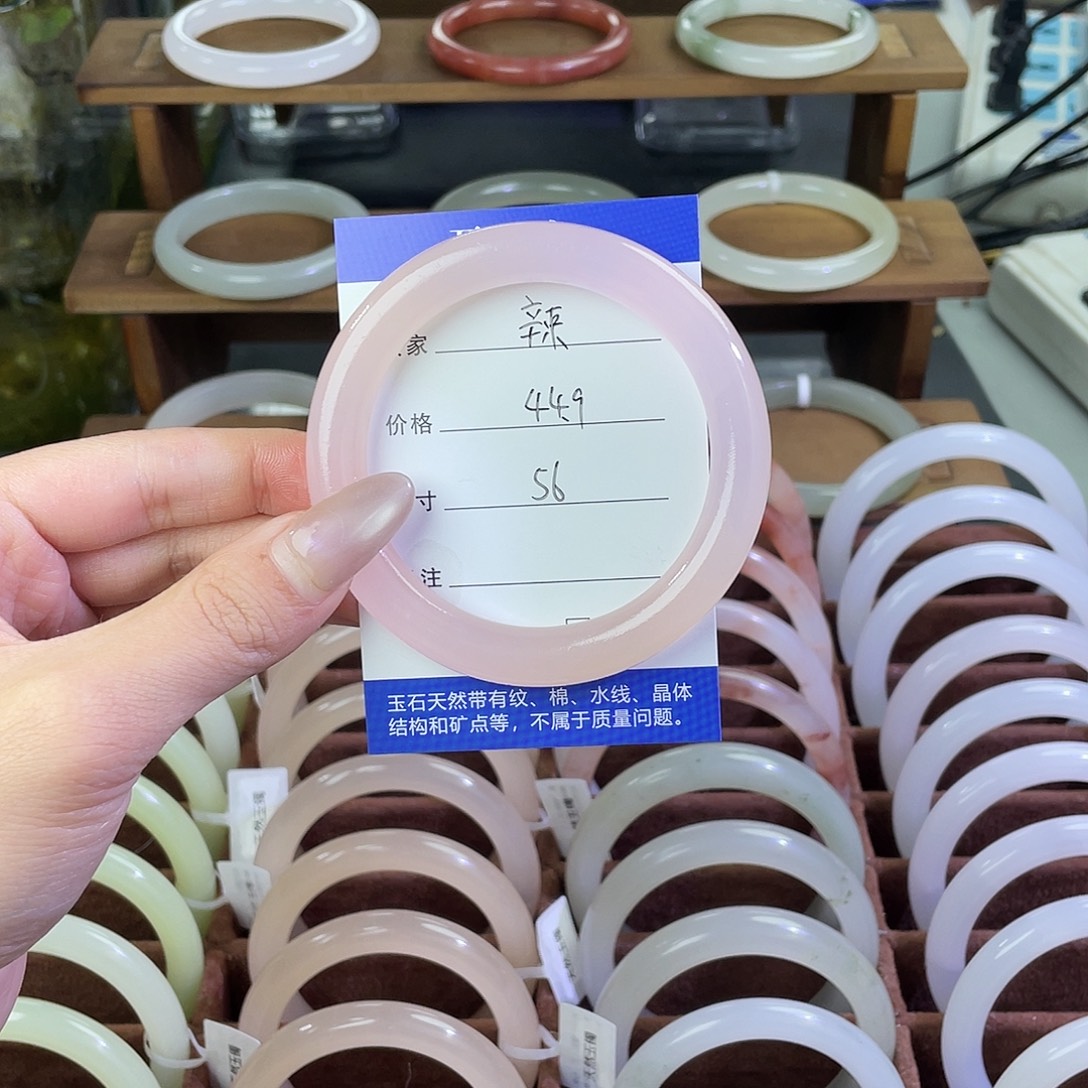 家 辣
价格 449
寸 56
注
玉石天然带有纹、棉、水线、晶体
结构和矿点等，不属于质量问题。